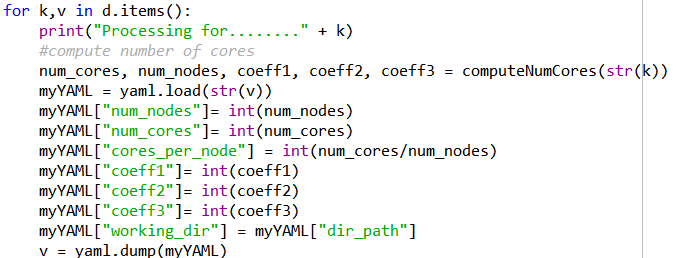 for k,v in d.items():
    print("Processing for........" + k)
    #compute number of cores
    num_cores, num_nodes, coeff1, coeff2, coeff3 = computeNumCores(str(k))
    myYAML = yaml.load(str(v))
    myYAML["num_nodes"]= int(num_nodes)
    myYAML["num_cores"]= int(num_cores)
    myYAML["cores_per_node"] = int(num_cores/num_nodes)
    myYAML["coeff1"]= int(coeff1)
    myYAML["coeff2"]= int(coeff2)
    myYAML["coeff3"]= int(coeff3)
    myYAML["working_dir"] = myYAML["dir_path"]
    v = yaml.dump(myYAML)